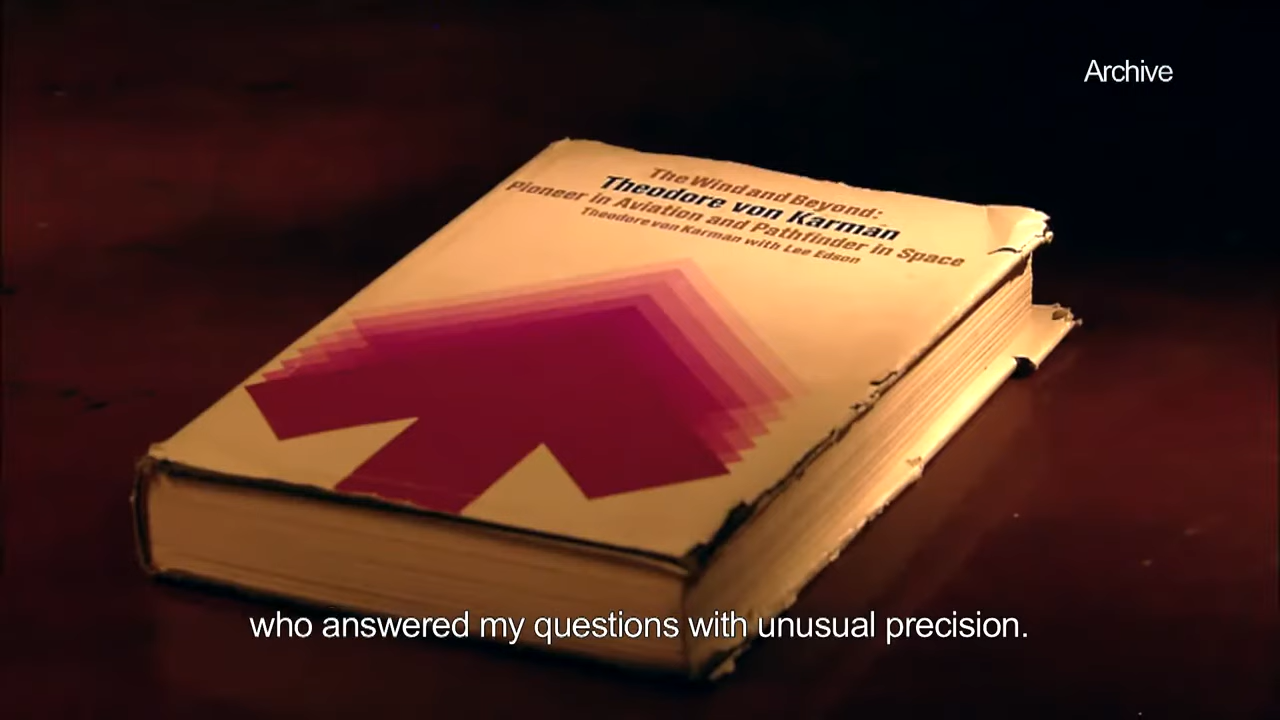 Archive
The Wind and Beyond:
Theodore von Karman
Pioneer in Aviation and Pathfinder in Space
Theodore von Karman with Lee Edson
who answered my questions with unusual precision.